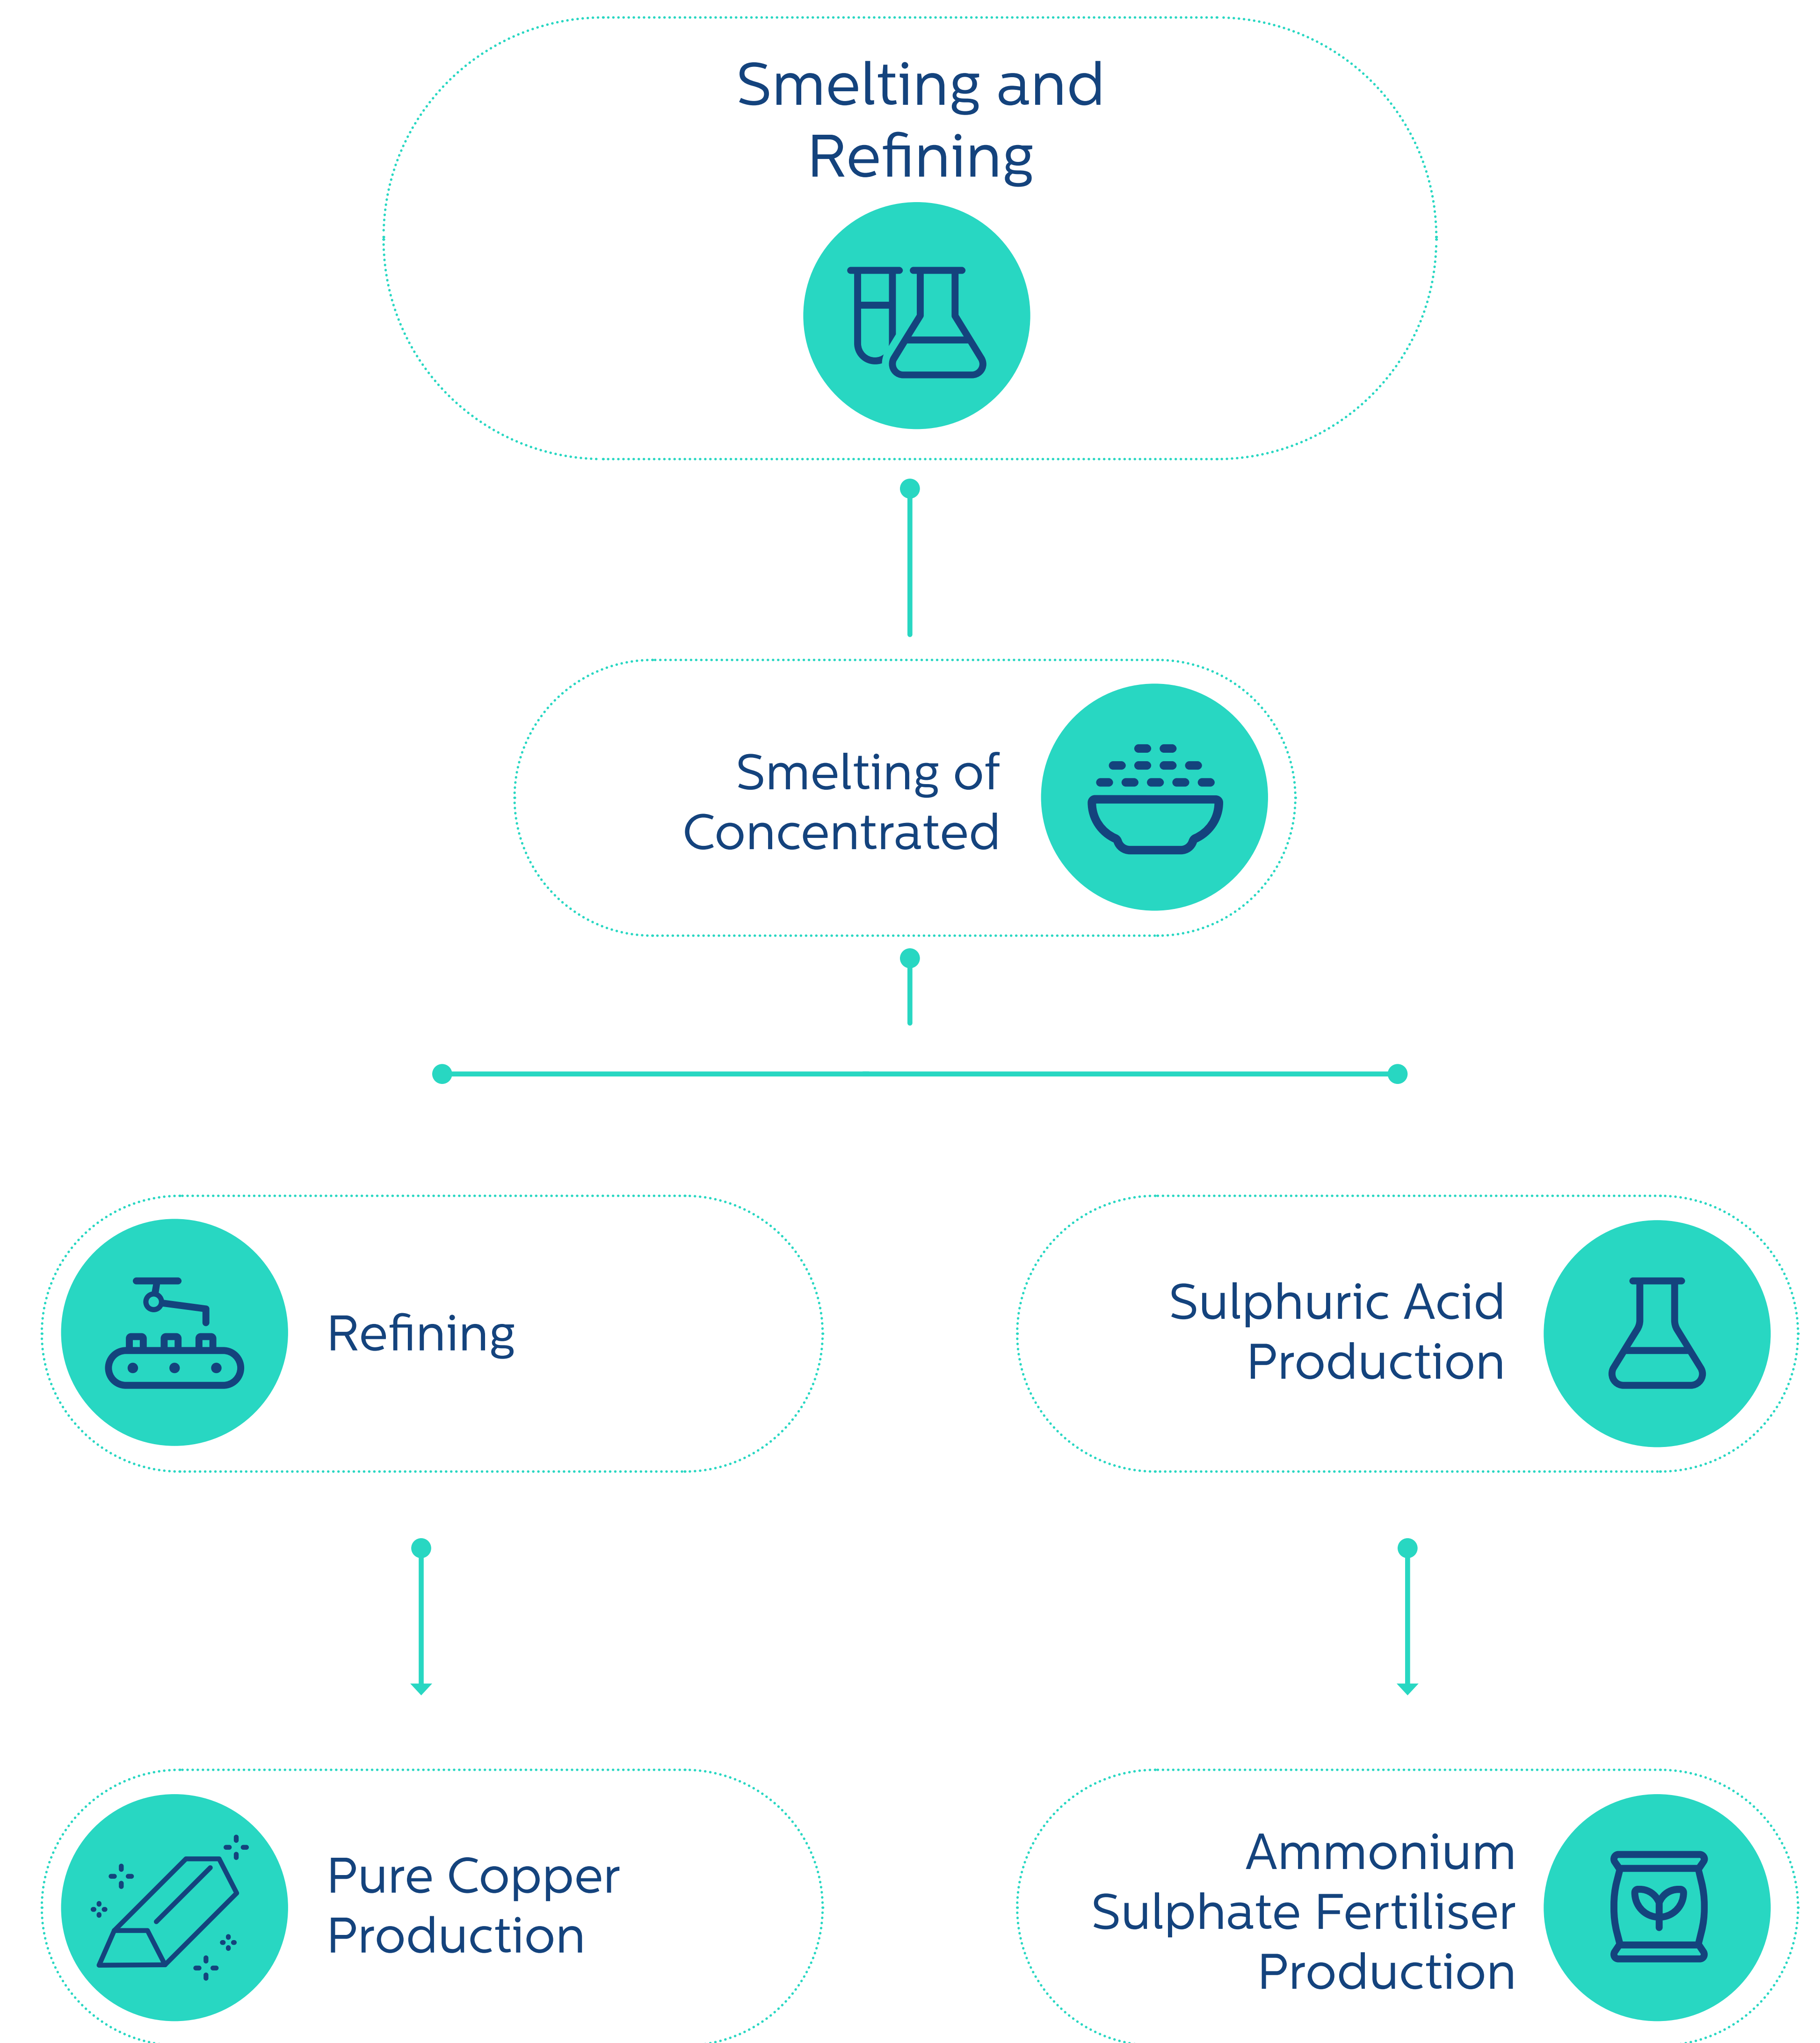 Smelting and
Refining
Smelting of
Concentrated
Refining
Sulphuric Acid
Production
Pure Copper
Production
Ammonium
Sulphate Fertiliser
Production